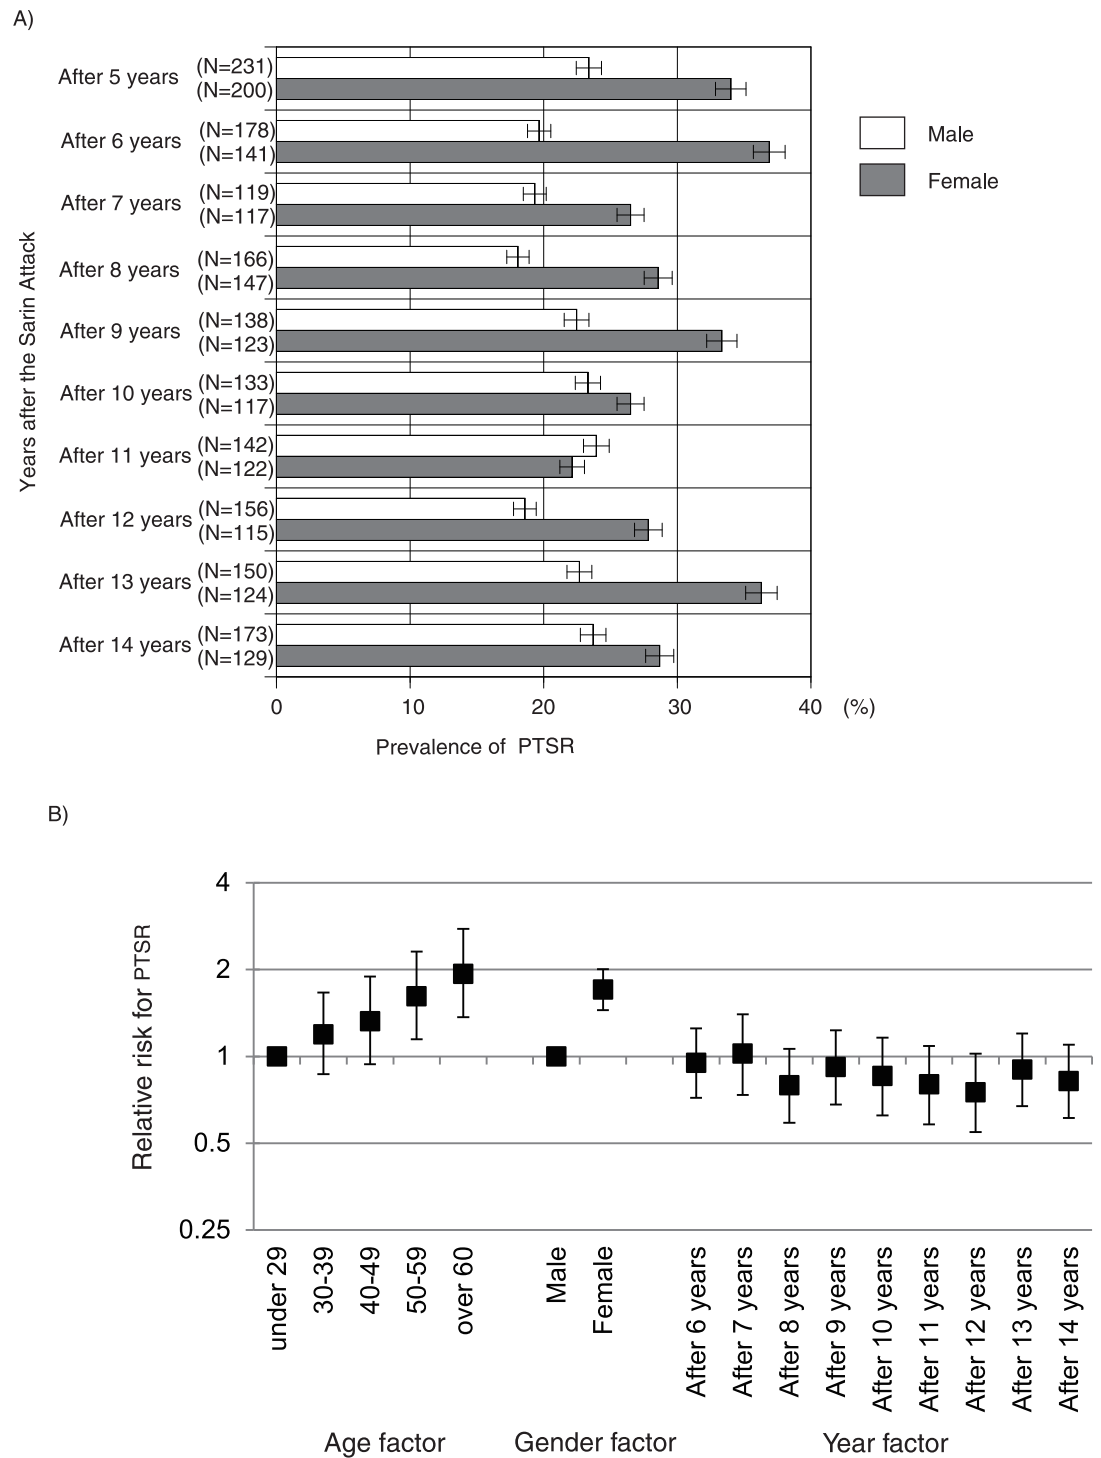 A)
Years after the Sarin Attack
After 5 years (N=231)
(N=200)
After 6 years (N=178)
(N=141)
After 7 years (N=119)
(N=117)
After 8 years (N=166)
(N=147)
After 9 years (N=138)
(N=123)
After 10 years (N=133)
(N=117)
After 11 years (N=142)
(N=122)
After 12 years (N=156)
(N=115)
After 13 years (N=150)
(N=124)
After 14 years (N=173)
(N=129)
0 10 20 30 40 (%)
Prevalence of PTSR
Male
Female
B)
Relative risk for PTSR
4
2
1
0.5
0.25
under 29
30-39
40-49
50-59
over 60
Male
Female
After 6 years
After 7 years
After 8 years
After 9 years
After 10 years
After 11 years
After 12 years
After 13 years
After 14 years
Age factor Gender factor Year factor